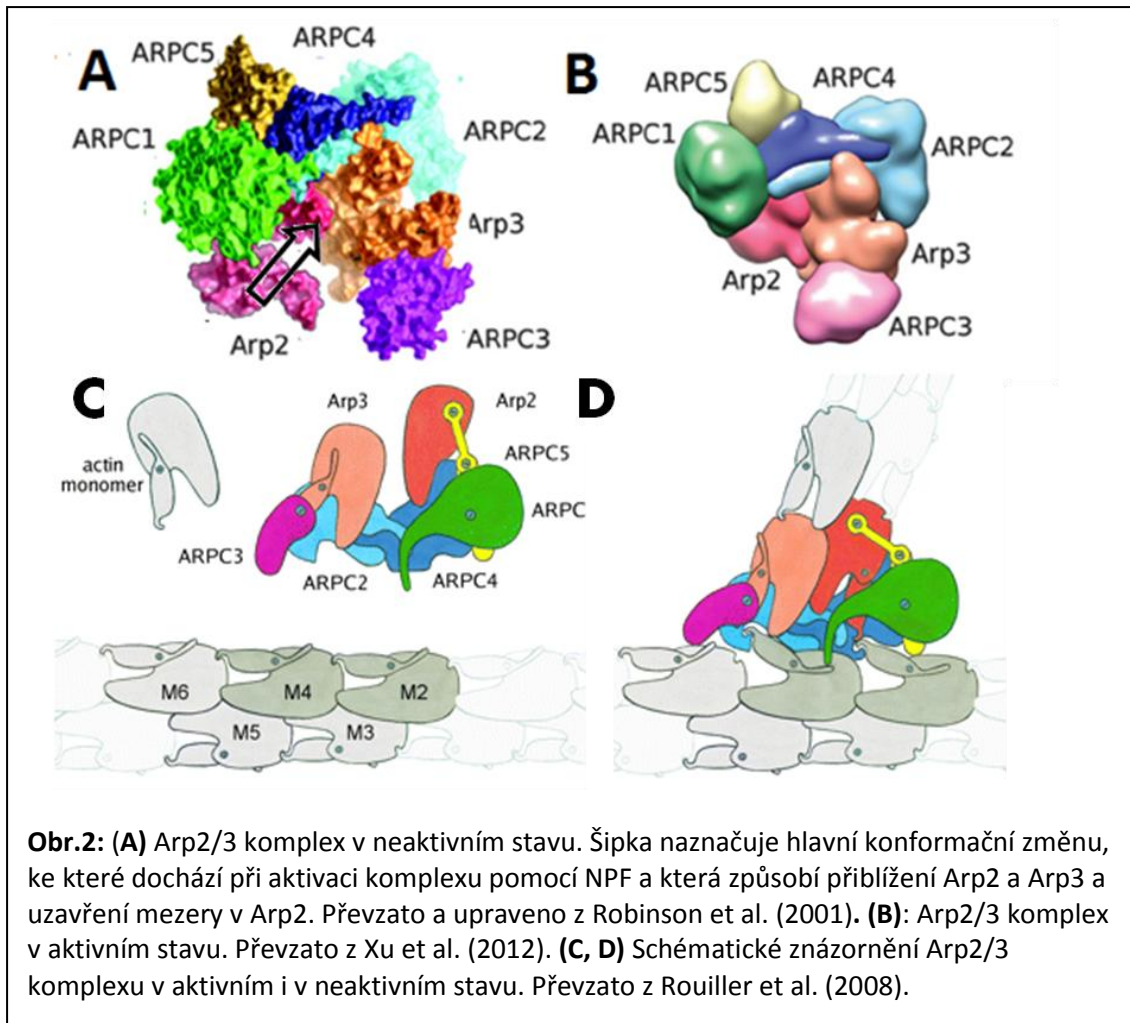 A
ARPC5
ARPC4
ARPC1
ARPC2
Arp3
Arp2
ARPC3
B
ARPC5
ARPC4
ARPC1
ARPC2
Arp3
Arp2
ARPC3
C
Arp3
Arp2
actin
monomer
ARPC5
ARPC
ARPC3
ARPC2
ARPC4
M6
M4
M2
M5
M3
D
Obr.2: (A) Arp2/3 komplex v neaktivním stavu. Šipka naznačuje hlavní konformační změnu,
ke které dochází při aktivaci komplexu pomocí NPF a která způsobí přiblížení Arp2 a Arp3 a
uzavření mezery v Arp2. Převzato a upraveno z Robinson et al. (2001). (B): Arp2/3 komplex
v aktivním stavu. Převzato z Xu et al. (2012). (C, D) Schématické znázornění Arp2/3
komplexu v aktivním i v neaktivním stavu. Převzato z Rouiller et al. (2008).